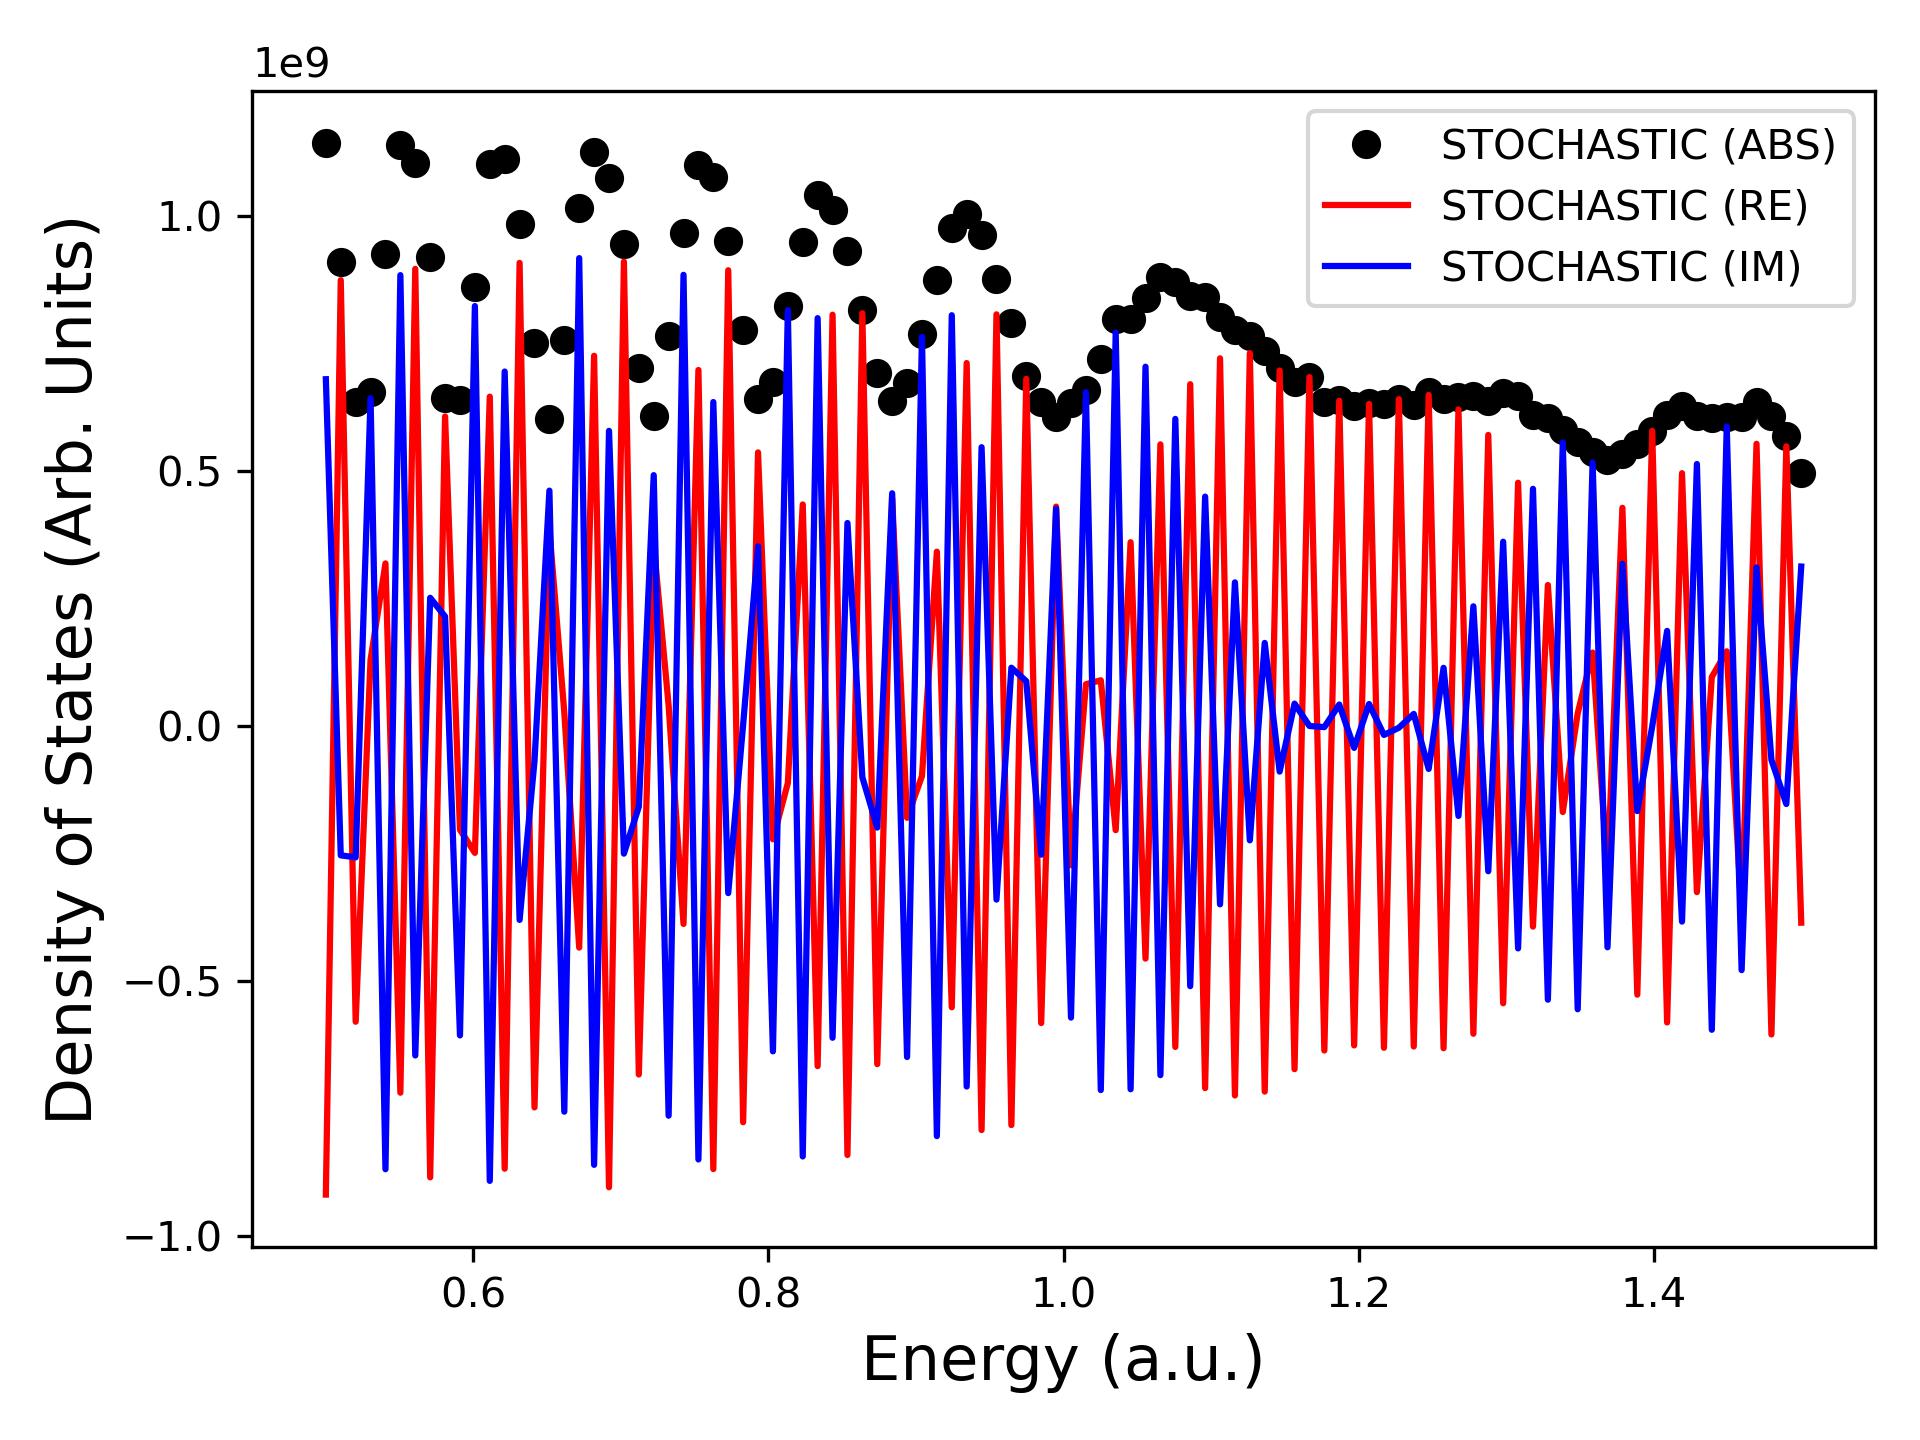 1e9
STOCHASTIC (ABS)
STOCHASTIC (RE)
STOCHASTIC (IM)
Density of States (Arb. Units)
1.0
0.5
0.0
−0.5
−1.0
0.6
0.8
1.0
1.2
1.4
Energy (a.u.)